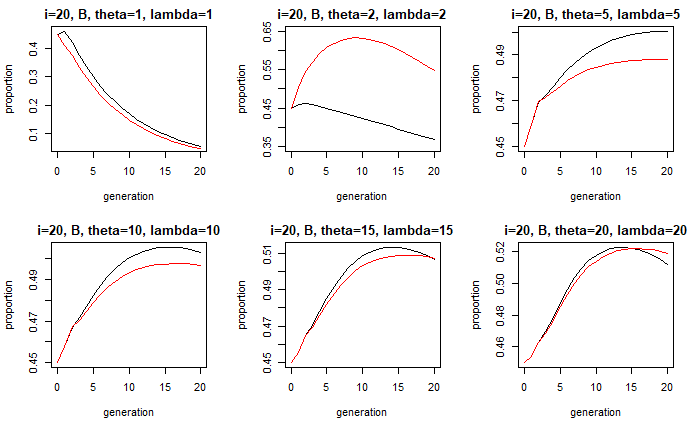 i=20, B, theta=1, lambda=1
i=20, B, theta=2, lambda=2
i=20, B, theta=5, lambda=5
proportion
0.1 0.2 0.3 0.4
0 5 10 15 20
generation
proportion
0.35 0.45 0.55 0.65
0 5 10 15 20
generation
proportion
0.45 0.47 0.49
0 5 10 15 20
generation
i=20, B, theta=10, lambda=10
i=20, B, theta=15, lambda=15
i=20, B, theta=20, lambda=20
proportion
0.45 0.47 0.49
0 5 10 15 20
generation
proportion
0.45 0.47 0.49 0.51
0 5 10 15 20
generation
proportion
0.46 0.48 0.50 0.52
0 5 10 15 20
generation